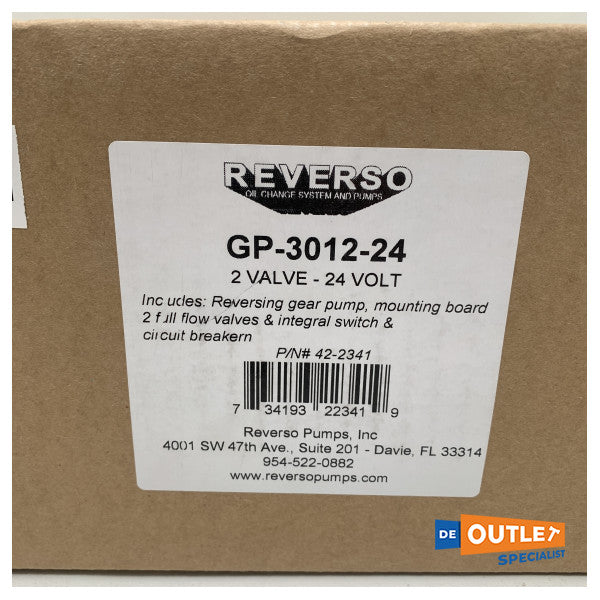 REVERSO
OIL CHANGE SYSTEM AND PUMPS
GP-3012-24
2 VALVE - 24 VOLT
Includes: Reversing gear pump, mounting board
2 full flow valves & integral switch &
circuit breakern
P/N# 42-2341
7 34193 22341 9
Reverso Pumps, Inc
4001 SW 47th Ave., Suite 201 - Davie, FL 33314
954-522-0882
www.reversopumps.com
DE OUTLET
SPECIALIST